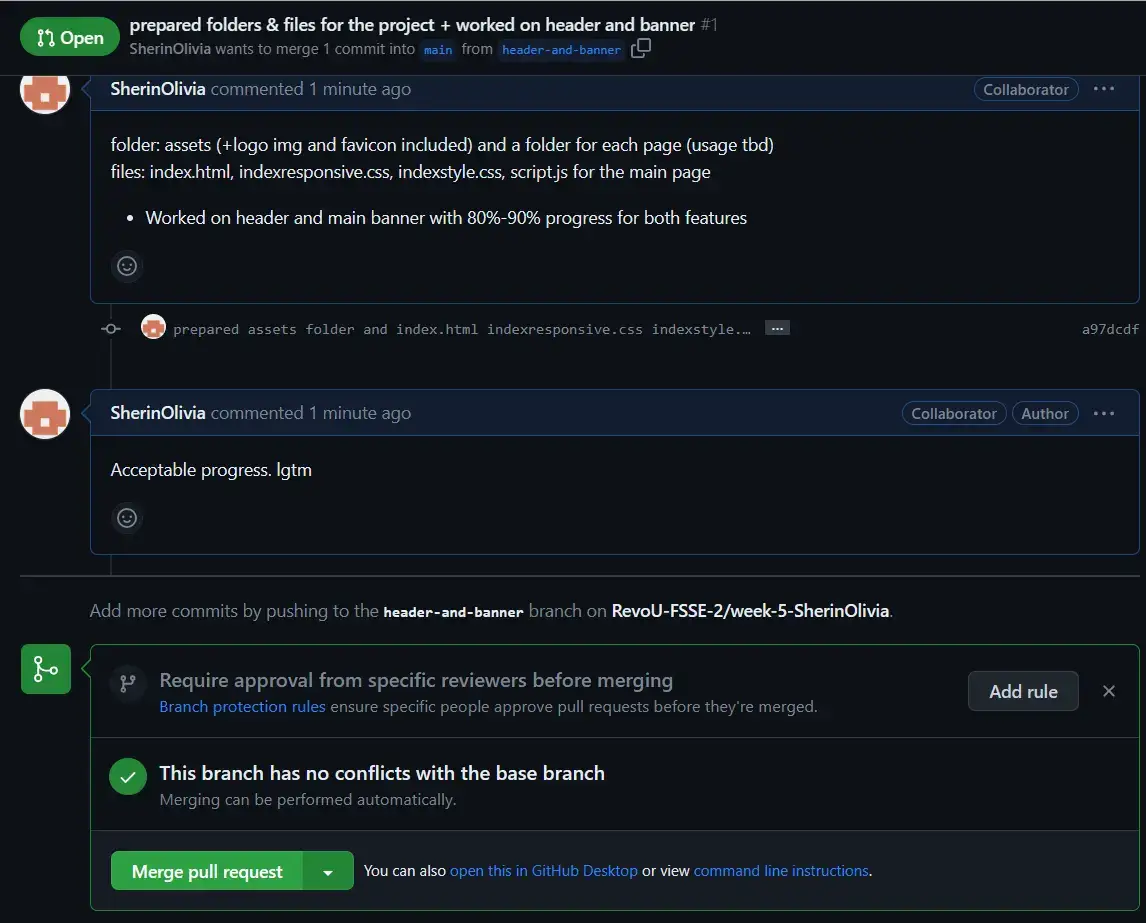 Open
prepared folders & files for the project + worked on header and banner #1
SherinOlivia wants to merge 1 commit into main from header-and-banner
SherinOlivia commented 1 minute ago Collaborator ...
folder: assets (+logo img and favicon included) and a folder for each page (usage tbd)
files: index.html, indexresponsive.css, indexstyle.css, script.js for the main page
• Worked on header and main banner with 80%-90% progress for both features
prepared assets folder and index.html indexresponsive.css indexstyle.… ... a97dcdf
SherinOlivia commented 1 minute ago Collaborator Author ...
Acceptable progress. lgtm
Add more commits by pushing to the header-and-banner branch on RevoU-FSSE-2/week-5-SherinOlivia.
Require approval from specific reviewers before merging
Branch protection rules ensure specific people approve pull requests before they're merged.
Add rule
This branch has no conflicts with the base branch
Merging can be performed automatically.
Merge pull request You can also open this in GitHub Desktop or view command line instructions.